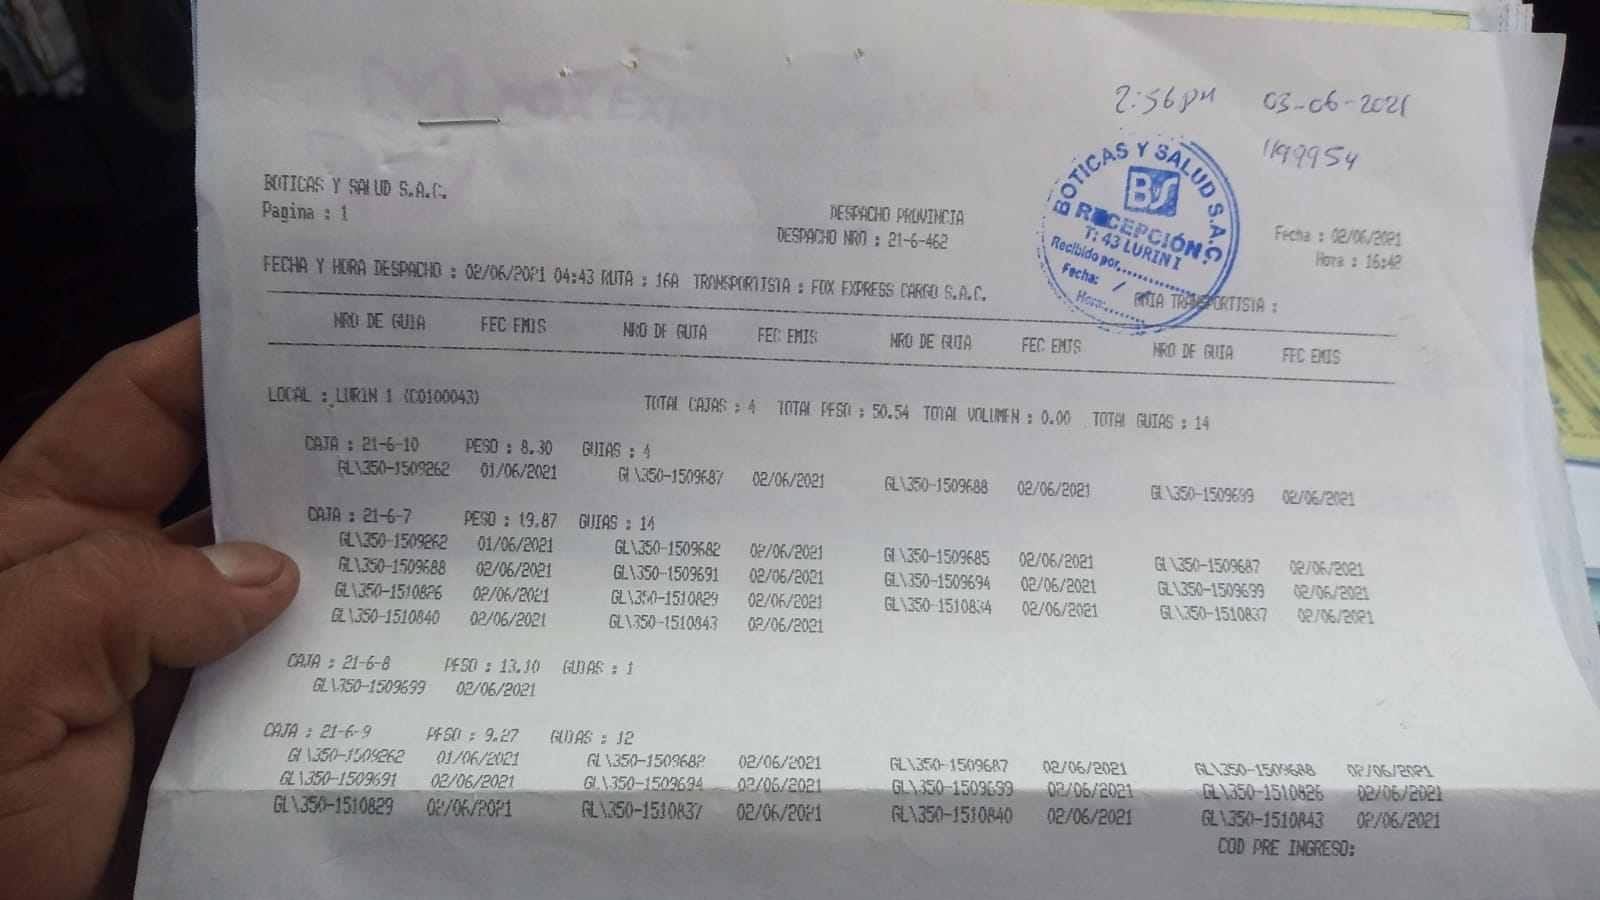 2:56 pm 03-06-2021
1199954
BOTICAS Y SALUD S.A.C.
Pagina : 1
DESPACHO PROVINCIA
DESPACHO NRO : 21-6-462
Fecha : 02/06/2021
Hora : 16:42
BOTICAS Y SALUD S.A.C.
BS
RECEPCIÓN
T: 43 LURIN I
Recibido por
Fecha: /
Hora:
FECHA Y HORA DESPACHO : 02/06/2021 04:43 RUTA : 16A TRANSPORTISTA : FOX EXPRESS CARGO S.A.C. GUIA TRANSPORTISTA :
NRO DE GUIA FEC EMIS NRO DE GUIA FEC EMIS NRO DE GUIA FEC EMIS NRO DE GUIA FEC EMIS
LOCAL : LURIN 1 (C0100043) TOTAL CAJAS : 4 TOTAL PESO : 50.54 TOTAL VOLUMEN : 0.00 TOTAL GUIAS : 14
CAJA : 21-6-10 PESO : 8.30 GUIAS : 4
GL\350-1509262 01/06/2021 GL\350-1509687 02/06/2021 GL\350-1509688 02/06/2021 GL\350-1509699 02/06/2021
CAJA : 21-6-7 PESO : 19.87 GUIAS : 14
GL\350-1509262 01/06/2021 GL\350-1509682 02/06/2021 GL\350-1509685 02/06/2021 GL\350-1509687 02/06/2021
GL\350-1509688 02/06/2021 GL\350-1509691 02/06/2021 GL\350-1509694 02/06/2021 GL\350-1509699 02/06/2021
GL\350-1510826 02/06/2021 GL\350-1510829 02/06/2021 GL\350-1510834 02/06/2021 GL\350-1510837 02/06/2021
GL\350-1510840 02/06/2021 GL\350-1510843 02/06/2021
CAJA : 21-6-8 PESO : 13.10 GUIAS : 1
GL\350-1509699 02/06/2021
CAJA : 21-6-9 PESO : 9.27 GUIAS : 12
GL\350-1509262 01/06/2021 GL\350-1509682 02/06/2021 GL\350-1509687 02/06/2021 GL\350-1509688 02/06/2021
GL\350-1509691 02/06/2021 GL\350-1509694 02/06/2021 GL\350-1509699 02/06/2021 GL\350-1510826 02/06/2021
GL\350-1510829 02/06/2021 GL\350-1510837 02/06/2021 GL\350-1510840 02/06/2021 GL\350-1510843 02/06/2021
COD PRE INGRESO: